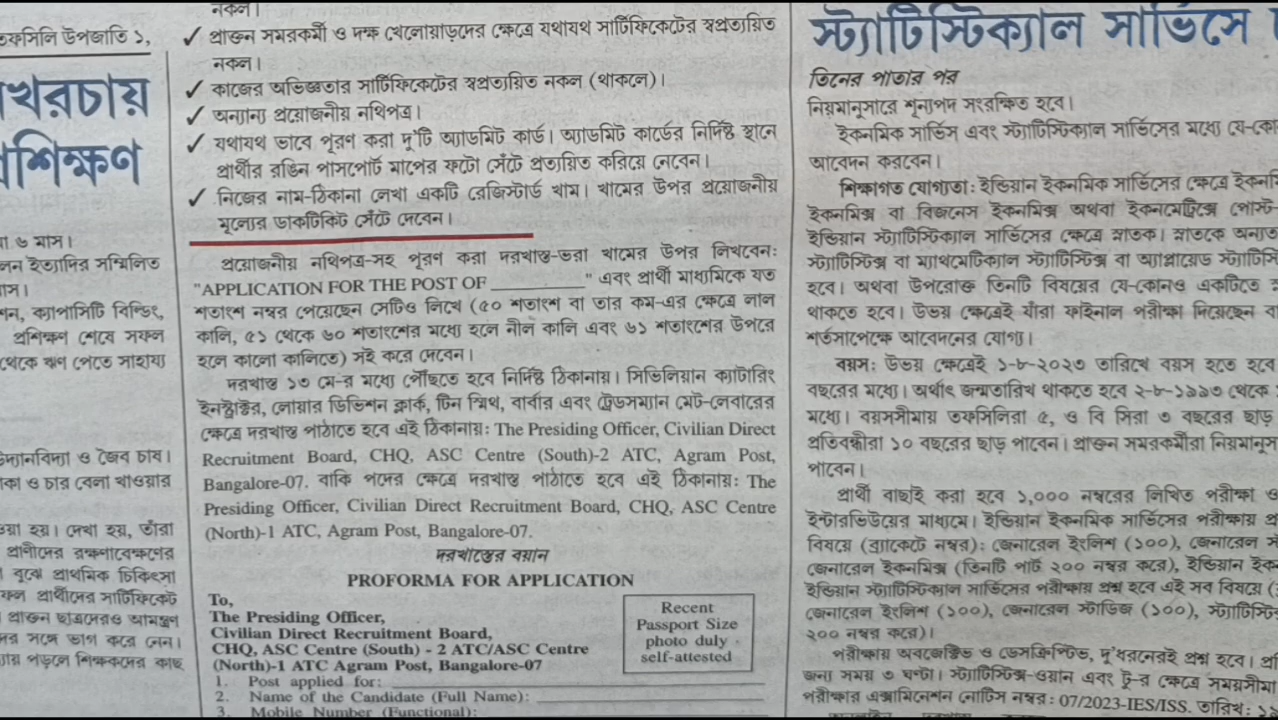 তফসিলি উপজাতি ১,
খরচায়
প্রশিক্ষণ
৬ মাস।
ইত্যাদির সম্মিলিত
ক্যাপাসিটি বিল্ডিং,
প্রশিক্ষণ শেষে সফল
থেকে ঋণ পেতে সাহায্য
উদ্যানবিদ্যা ও জৈব চাষ।
ও চার বেলা খাওয়ার
হয়। দেখা হয়, তাঁরা
প্রাণীদের রক্ষণাবেক্ষণের
বুঝে প্রাথমিক চিকিৎসা
প্রার্থীদের সার্টিফিকেট
প্রাক্তন ছাত্রদেরও আমন্ত্রণ
সঙ্গে ভাগ করে নেন।
পড়লে শিক্ষকদের কাছ
নকল।
✓ প্রাক্তন সমরকর্মী ও দক্ষ খেলোয়াড়দের ক্ষেত্রে যথাযথ সার্টিফিকেটের স্বপ্রত্যয়িত
নকল।
✓ কাজের অভিজ্ঞতার সার্টিফিকেটের স্বপ্রত্যয়িত নকল (থাকলে)।
✓ অন্যান্য প্রয়োজনীয় নথিপত্র।
✓ যথাযথ ভাবে পূরণ করা দু'টি অ্যাডমিট কার্ড। অ্যাডমিট কার্ডের নির্দিষ্ট স্থানে
প্রার্থীর রঙিন পাসপোর্ট মাপের ফটো সেঁটে প্রত্যয়িত করিয়ে নেবেন।
✓ নিজের নাম-ঠিকানা লেখা একটি রেজিস্টার্ড খাম। খামের উপর প্রয়োজনীয়
মূল্যের ডাকটিকিট সেঁটে দেবেন।
প্রয়োজনীয় নথিপত্র-সহ পূরণ করা দরখাস্ত-ভরা খামের উপর লিখবেন:
"APPLICATION FOR THE POST OF __________ " এবং প্রার্থী মাধ্যমিকে যত
শতাংশ নম্বর পেয়েছেন সেটিও লিখে (৫০ শতাংশ বা তার কম-এর ক্ষেত্রে লাল
কালি, ৫১ থেকে ৬০ শতাংশের মধ্যে হলে নীল কালি এবং ৬১ শতাংশের উপরে
হলে কালো কালিতে) সই করে দেবেন।
দরখাস্ত ১৩ মে-র মধ্যে পৌঁছতে হবে নির্দিষ্ট ঠিকানায়। সিভিলিয়ান ক্যাটারিং
ইনস্ট্রাক্টর, লোয়ার ডিভিশন ক্লার্ক, টিন স্মিথ, বার্বার এবং ট্রেডসম্যান মেট-লেবারের
ক্ষেত্রে দরখাস্ত পাঠাতে হবে এই ঠিকানায়: The Presiding Officer, Civilian Direct
Recruitment Board, CHQ, ASC Centre (South)-2 ATC, Agram Post,
Bangalore-07. বাকি পদের ক্ষেত্রে দরখাস্ত পাঠাতে হবে এই ঠিকানায়: The
Presiding Officer, Civilian Direct Recruitment Board, CHQ, ASC Centre
(North)-1 ATC, Agram Post, Bangalore-07.
দরখাস্তের বয়ান
PROFORMA FOR APPLICATION
To,
The Presiding Officer,
Civilian Direct Recruitment Board,
CHQ, ASC Centre (South) - 2 ATC/ASC Centre
(North)-1 ATC Agram Post, Bangalore-07
Recent
Passport Size
photo duly
self-attested
1. Post applied for:
2. Name of the Candidate (Full Name):
3. Mobile Number (Functional):
স্ট্যাটিস্টিক্যাল সার্ভিসে
তিনের পাতার পর
নিয়মানুসারে শূন্যপদ সংরক্ষিত হবে।
ইকনমিক সার্ভিস এবং স্ট্যাটিস্টিক্যাল সার্ভিসের মধ্যে যে-কো
আবেদন করবেন।
শিক্ষাগত যোগ্যতা: ইন্ডিয়ান ইকনমিক সার্ভিসের ক্ষেত্রে ইকনমি
ইকনমিক্স বা বিজনেস ইকনমিক্স অথবা ইকনমেট্রিক্সে পোস্ট
ইন্ডিয়ান স্ট্যাটিস্টিক্যাল সার্ভিসের ক্ষেত্রে স্নাতক। স্নাতকে অন্যত
স্ট্যাটিস্টিক্স বা ম্যাথমেটিক্যাল স্ট্যাটিস্টিক্স বা অ্যাপ্লায়েড স্ট্যাটিসি
হবে। অথবা উপরোক্ত তিনটি বিষয়ের যে-কোনও একটিতে
থাকতে হবে। উভয় ক্ষেত্রেই যাঁরা ফাইনাল পরীক্ষা দিয়েছেন বা
শর্তসাপেক্ষে আবেদনের যোগ্য।
বয়স: উভয় ক্ষেত্রেই ১-৮-২০২৩ তারিখে বয়স হতে হবে
বছরের মধ্যে। অর্থাৎ জন্মতারিখ থাকতে হবে ২-৮-১৯৯৩ থেকে
মধ্যে। বয়সসীমায় তফসিলিরা ৫, ও বি সিরা ৩ বছরের ছাড়
প্রতিবন্ধীরা ১০ বছরের ছাড় পাবেন। প্রাক্তন সমরকর্মীরা নিয়মানুস
পাবেন।
প্রার্থী বাছাই করা হবে ১,০০০ নম্বরের লিখিত পরীক্ষা ও
ইন্টারভিউয়ের মাধ্যমে। ইন্ডিয়ান ইকনমিক সার্ভিসের পরীক্ষায় প্র
বিষয়ে (ব্র্যাকেটে নম্বর): জেনারেল ইংলিশ (১০০), জেনারেল স
জেনারেল ইকনমিক্স (তিনটি পার্ট ২০০ নম্বর করে), ইন্ডিয়ান ইক
ইন্ডিয়ান স্ট্যাটিস্টিক্যাল সার্ভিসের পরীক্ষায় প্রশ্ন হবে এই সব বিষয়ে (
জেনারেল ইংলিশ (১০০), জেনারেল স্টাডিজ (১০০), স্ট্যাটিস্টি
২০০ নম্বর করে)।
পরীক্ষায় অবজেক্টিভ ও ডেসক্রিপ্টিভ, দু'ধরনেরই প্রশ্ন হবে। প্র
জন্য সময় ৩ ঘণ্টা। স্ট্যাটিস্টিক্স-ওয়ান এবং টু-র ক্ষেত্রে সময়সীমা
পরীক্ষার এক্সামিনেশন নোটিস নম্বর: 07/2023-IES/ISS. তারিখ: ১৯